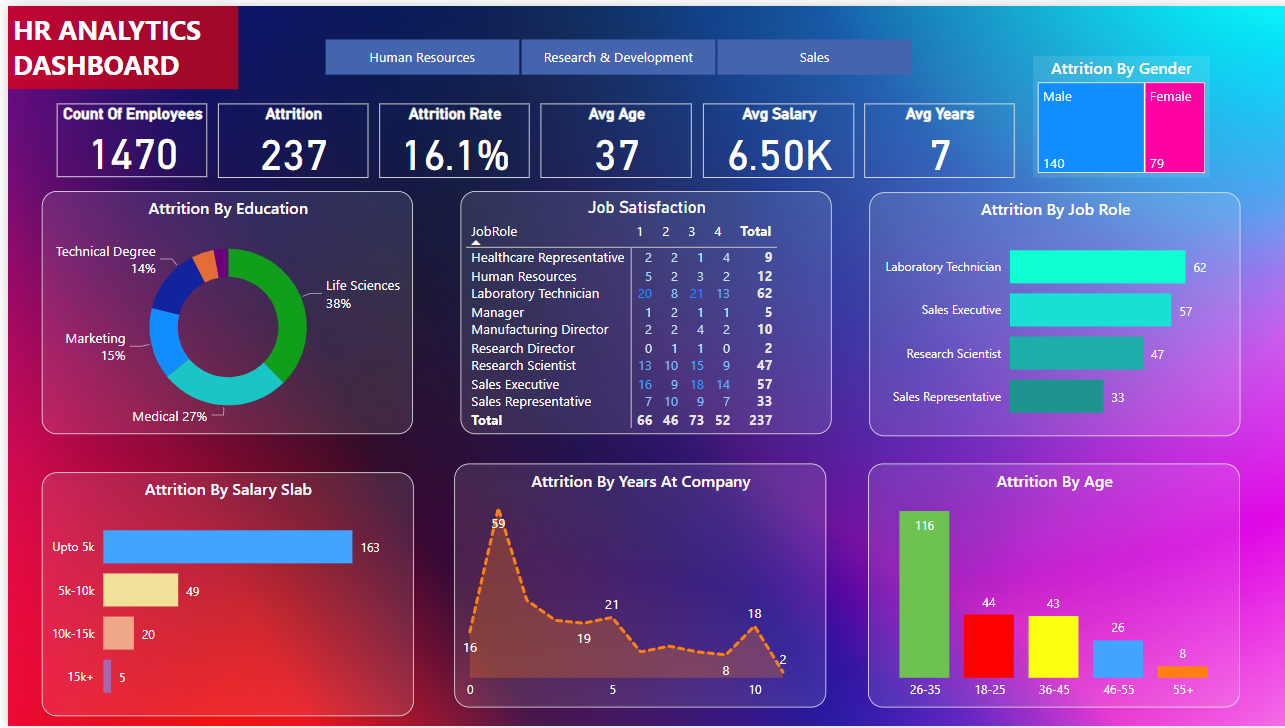 HR ANALYTICS
DASHBOARD
Human Resources
Research & Development
Sales
Count Of Employees
1470
Attrition
237
Attrition Rate
16.1%
Avg Age
37
Avg Salary
6.50K
Avg Years
7
Attrition By Gender
Male
140
Female
79
Attrition By Education
Technical Degree
14%
Life Sciences
38%
Marketing
15%
Medical 27%
Job Satisfaction
JobRole 1 2 3 4 Total
Healthcare Representative 2 2 1 4 9
Human Resources 5 2 3 2 12
Laboratory Technician 20 8 21 13 62
Manager 1 2 1 1 5
Manufacturing Director 2 2 4 2 10
Research Director 0 1 1 0 2
Research Scientist 13 10 15 9 47
Sales Executive 16 9 18 14 57
Sales Representative 7 10 9 7 33
Total 66 46 73 52 237
Attrition By Job Role
Laboratory Technician 62
Sales Executive 57
Research Scientist 47
Sales Representative 33
Attrition By Salary Slab
Upto 5k 163
5k-10k 49
10k-15k 20
15k+ 5
Attrition By Years At Company
59
16
19
21
8
18
2
0 5 10
Attrition By Age
116
44
43
26
8
26-35 18-25 36-45 46-55 55+